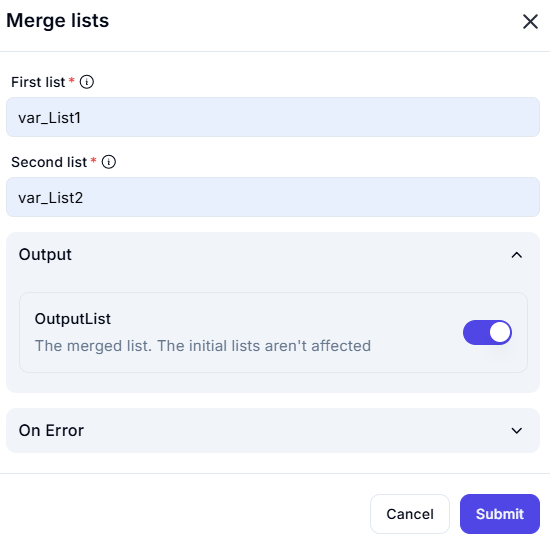 Merge lists
First list *
var_List1
Second list *
var_List2
Output
OutputList
The merged list. The initial lists aren't affected
On Error
Cancel
Submit